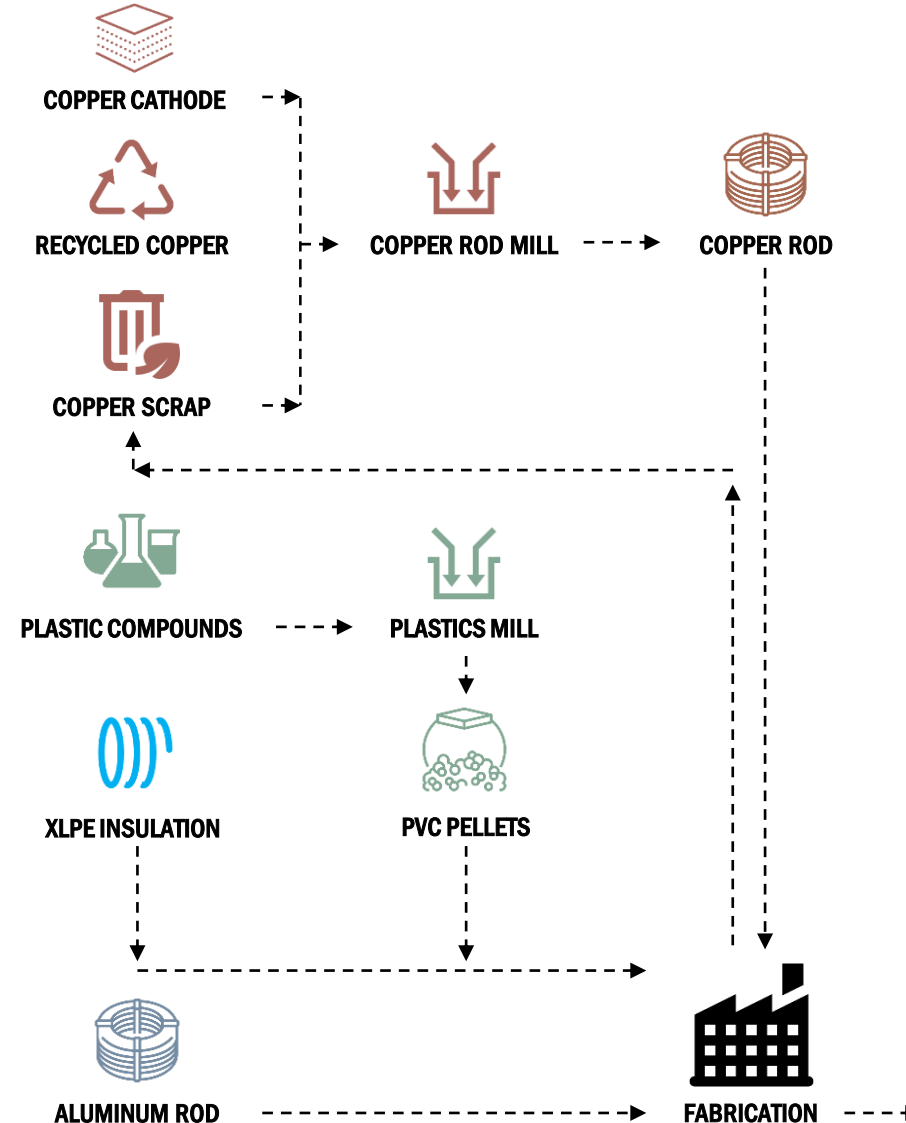 COPPER CATHODE
RECYCLED COPPER
COPPER ROD MILL
COPPER ROD
COPPER SCRAP
PLASTIC COMPOUNDS
PLASTICS MILL
XLPE INSULATION
PVC PELLETS
ALUMINUM ROD
FABRICATION